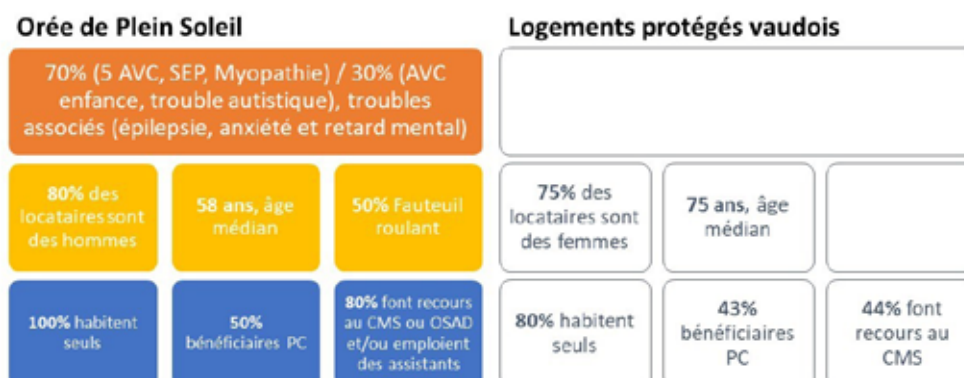 Orée de Plein Soleil
70% (5 AVC, SEP, Myopathie) / 30% (AVC
enfance, trouble autistique), troubles
associés (épilepsie, anxiété et retard mental)
80% des
locataires sont
des hommes
58 ans, âge
médian
50% Fauteuil
roulant
100% habitent
seuls
50%
bénéficiaires PC
80% font recours
au CMS ou OSAD
et/ou emploient
des assistants
Logements protégés vaudois
75% des
locataires sont
des femmes
75 ans, âge
médian
80% habitent
seuls
43%
bénéficiaires
PC
44% font
recours au
CMS